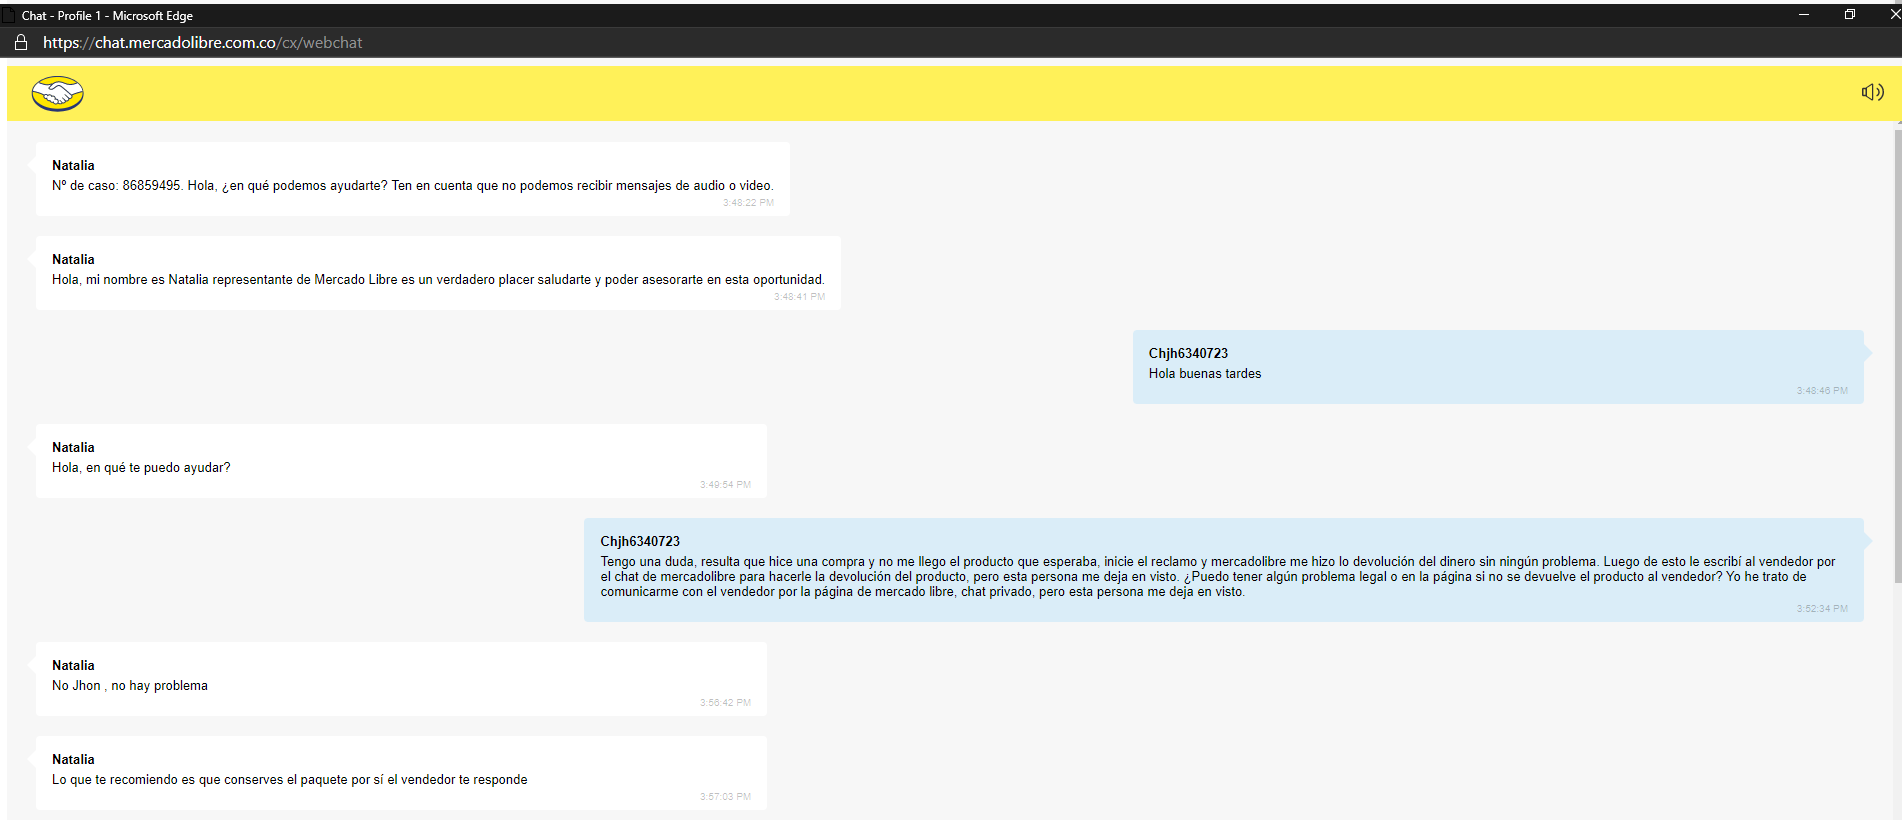 Chat - Profile 1 - Microsoft Edge
https://chat.mercadolibre.com.co/cx/webchat
Natalia
Nº de caso: 86859495. Hola, ¿en qué podemos ayudarte? Ten en cuenta que no podemos recibir mensajes de audio o video.
3:48:22 PM
Natalia
Hola, mi nombre es Natalia representante de Mercado Libre es un verdadero placer saludarte y poder asesorarte en esta oportunidad.
3:48:41 PM
Chjh6340723
Hola buenas tardes
3:48:46 PM
Natalia
Hola, en qué te puedo ayudar?
3:49:54 PM
Chjh6340723
Tengo una duda, resulta que hice una compra y no me llego el producto que esperaba, inicie el reclamo y mercadolibre me hizo lo devolución del dinero sin ningún problema. Luego de esto le escribí al vendedor por
el chat de mercadolibre para hacerle la devolución del producto, pero esta persona me deja en visto. ¿Puedo tener algún problema legal o en la página si no se devuelve el producto al vendedor? Yo he trato de
comunicarme con el vendedor por la página de mercado libre, chat privado, pero esta persona me deja en visto.
3:52:34 PM
Natalia
No Jhon , no hay problema
3:56:42 PM
Natalia
Lo que te recomiendo es que conserves el paquete por sí el vendedor te responde
3:57:03 PM